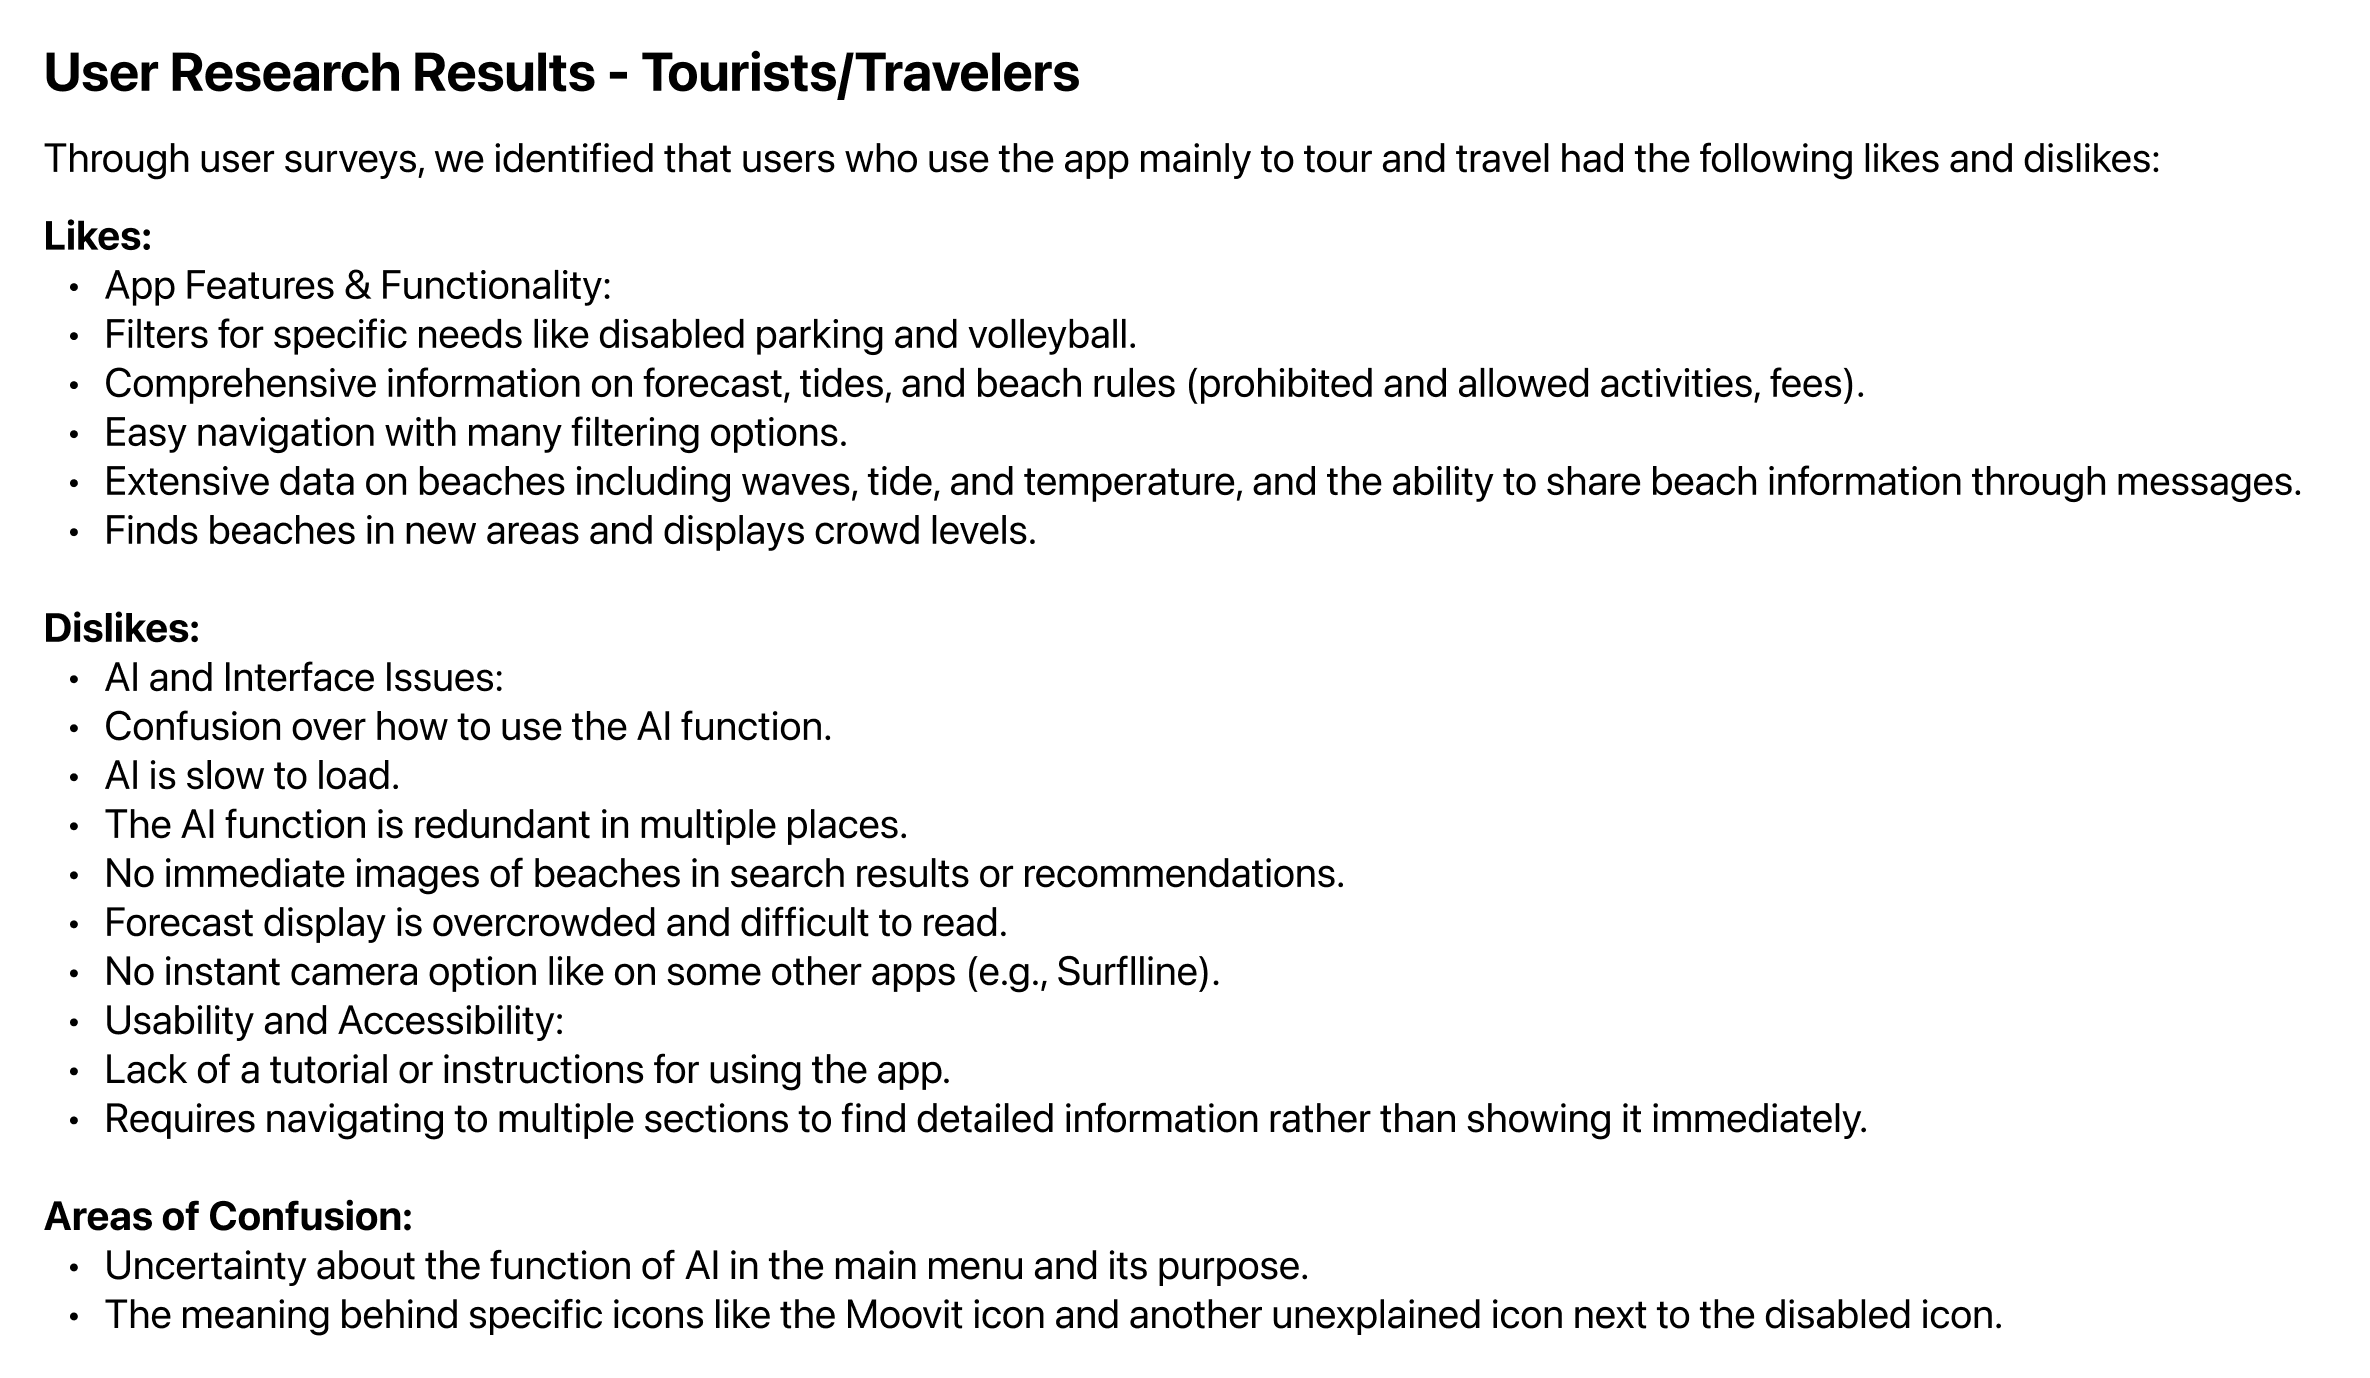 User Research Results - Tourists/Travelers
Through user surveys, we identified that users who use the app mainly to tour and travel had the following likes and dislikes:
Likes:
• App Features & Functionality:
• Filters for specific needs like disabled parking and volleyball.
• Comprehensive information on forecast, tides, and beach rules (prohibited and allowed activities, fees).
• Easy navigation with many filtering options.
• Extensive data on beaches including waves, tide, and temperature, and the ability to share beach information through messages.
• Finds beaches in new areas and displays crowd levels.
Dislikes:
• AI and Interface Issues:
• Confusion over how to use the AI function.
• AI is slow to load.
• The AI function is redundant in multiple places.
• No immediate images of beaches in search results or recommendations.
• Forecast display is overcrowded and difficult to read.
• No instant camera option like on some other apps (e.g., Surflline).
• Usability and Accessibility:
• Lack of a tutorial or instructions for using the app.
• Requires navigating to multiple sections to find detailed information rather than showing it immediately.
Areas of Confusion:
• Uncertainty about the function of AI in the main menu and its purpose.
• The meaning behind specific icons like the Moovit icon and another unexplained icon next to the disabled icon.